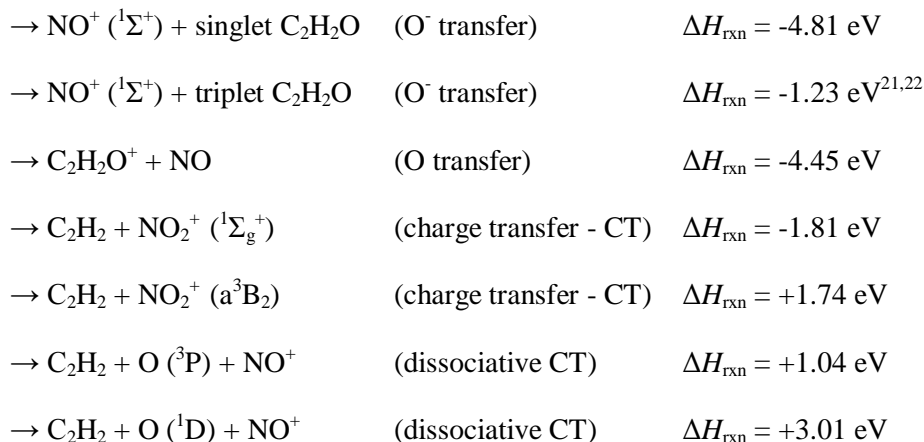 → NO⁺ (¹Σ⁺) + singlet C₂H₂O (O⁻ transfer) ΔHᵣₓₙ = -4.81 eV
→ NO⁺ (¹Σ⁺) + triplet C₂H₂O (O⁻ transfer) ΔHᵣₓₙ = -1.23 eV²¹,²²
→ C₂H₂O⁺ + NO (O transfer) ΔHᵣₓₙ = -4.45 eV
→ C₂H₂ + NO₂⁺ (¹Σg⁺) (charge transfer - CT) ΔHᵣₓₙ = -1.81 eV
→ C₂H₂ + NO₂⁺ (a³B₂) (charge transfer - CT) ΔHᵣₓₙ = +1.74 eV
→ C₂H₂ + O (³P) + NO⁺ (dissociative CT) ΔHᵣₓₙ = +1.04 eV
→ C₂H₂ + O (¹D) + NO⁺ (dissociative CT) ΔHᵣₓₙ = +3.01 eV